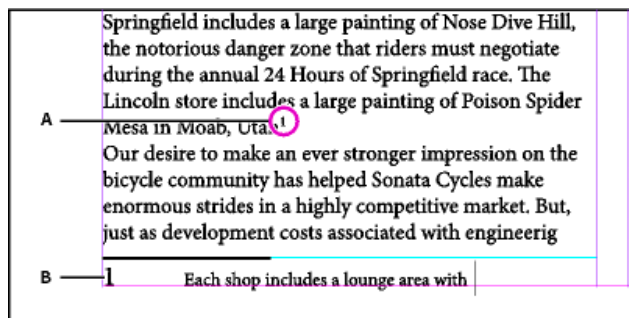 Springfield includes a large painting of Nose Dive Hill,
the notorious danger zone that riders must negotiate
during the annual 24 Hours of Springfield race. The
Lincoln store includes a large painting of Poison Spider
A Mesa in Moab, Utah¹
Our desire to make an ever stronger impression on the
bicycle community has helped Sonata Cycles make
enormous strides in a highly competitive market. But,
just as development costs associated with engineerig
B 1 Each shop includes a lounge area with